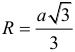 R = a√3/3